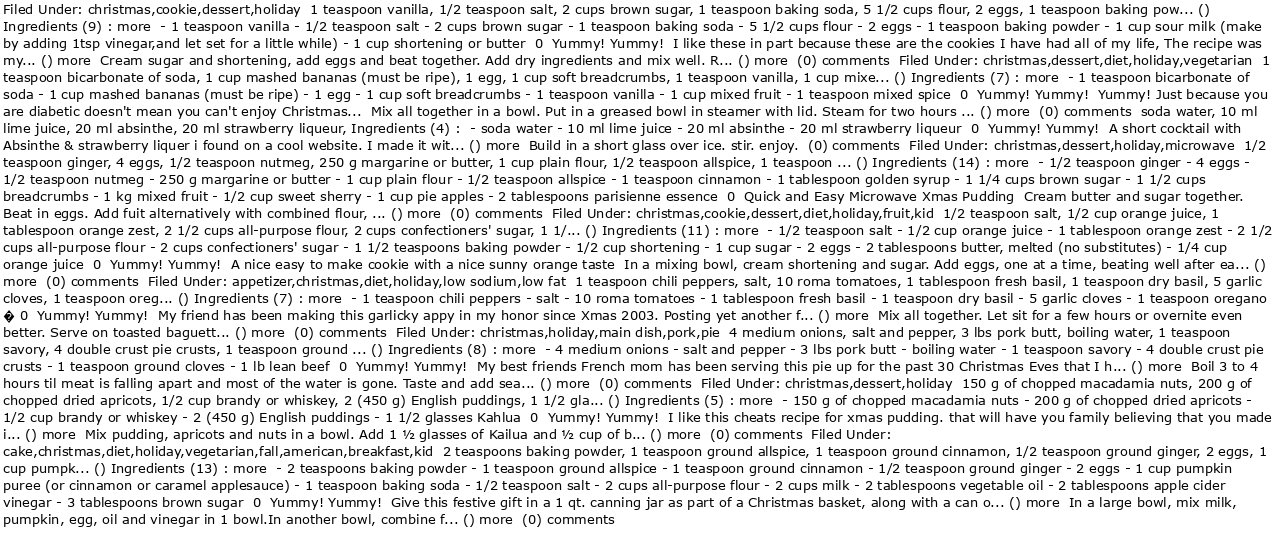 Filed Under: christmas,cookie,dessert,holiday  1 teaspoon vanilla, 1/2 teaspoon salt, 2 cups brown sugar, 1 teaspoon baking soda, 5 1/2 cups flour, 2 eggs, 1 teaspoon baking pow... ()
Ingredients (9) : more  - 1 teaspoon vanilla - 1/2 teaspoon salt - 2 cups brown sugar - 1 teaspoon baking soda - 5 1/2 cups flour - 2 eggs - 1 teaspoon baking powder - 1 cup sour milk (make
by adding 1tsp vinegar,and let set for a little while) - 1 cup shortening or butter  0  Yummy! Yummy!  I like these in part because these are the cookies I have had all of my life, The recipe was
my... () more  Cream sugar and shortening, add eggs and beat together. Add dry ingredients and mix well. R... () more  (0) comments  Filed Under: christmas,dessert,diet,holiday,vegetarian  1
teaspoon bicarbonate of soda, 1 cup mashed bananas (must be ripe), 1 egg, 1 cup soft breadcrumbs, 1 teaspoon vanilla, 1 cup mixe... () Ingredients (7) : more  - 1 teaspoon bicarbonate of
soda - 1 cup mashed bananas (must be ripe) - 1 egg - 1 cup soft breadcrumbs - 1 teaspoon vanilla - 1 cup mixed fruit - 1 teaspoon mixed spice  0  Yummy! Yummy!  Yummy! Just because you
are diabetic doesn't mean you can't enjoy Christmas...  Mix all together in a bowl. Put in a greased bowl in steamer with lid. Steam for two hours ... () more  (0) comments  soda water, 10 ml
lime juice, 20 ml absinthe, 20 ml strawberry liqueur, Ingredients (4) :  - soda water - 10 ml lime juice - 20 ml absinthe - 20 ml strawberry liqueur  0  Yummy! Yummy!  A short cocktail with
Absinthe & strawberry liquer i found on a cool website. I made it wit... () more  Build in a short glass over ice. stir. enjoy.  (0) comments  Filed Under: christmas,dessert,holiday,microwave  1/2
teaspoon ginger, 4 eggs, 1/2 teaspoon nutmeg, 250 g margarine or butter, 1 cup plain flour, 1/2 teaspoon allspice, 1 teaspoon ... () Ingredients (14) : more  - 1/2 teaspoon ginger - 4 eggs -
1/2 teaspoon nutmeg - 250 g margarine or butter - 1 cup plain flour - 1/2 teaspoon allspice - 1 teaspoon cinnamon - 1 tablespoon golden syrup - 1 1/4 cups brown sugar - 1 1/2 cups
breadcrumbs - 1 kg mixed fruit - 1/2 cup sweet sherry - 1 cup pie apples - 2 tablespoons parisienne essence  0  Quick and Easy Microwave Xmas Pudding  Cream butter and sugar together.
Beat in eggs. Add fuit alternatively with combined flour, ... () more  (0) comments  Filed Under: christmas,cookie,dessert,diet,holiday,fruit,kid  1/2 teaspoon salt, 1/2 cup orange juice, 1
tablespoon orange zest, 2 1/2 cups all-purpose flour, 2 cups confectioners' sugar, 1 1/... () Ingredients (11) : more  - 1/2 teaspoon salt - 1/2 cup orange juice - 1 tablespoon orange zest - 2 1/2
cups all-purpose flour - 2 cups confectioners' sugar - 1 1/2 teaspoons baking powder - 1/2 cup shortening - 1 cup sugar - 2 eggs - 2 tablespoons butter, melted (no substitutes) - 1/4 cup
orange juice  0  Yummy! Yummy!  A nice easy to make cookie with a nice sunny orange taste  In a mixing bowl, cream shortening and sugar. Add eggs, one at a time, beating well after ea... ()
more  (0) comments  Filed Under: appetizer,christmas,diet,holiday,low sodium,low fat  1 teaspoon chili peppers, salt, 10 roma tomatoes, 1 tablespoon fresh basil, 1 teaspoon dry basil, 5 garlic
cloves, 1 teaspoon oreg... () Ingredients (7) : more  - 1 teaspoon chili peppers - salt - 10 roma tomatoes - 1 tablespoon fresh basil - 1 teaspoon dry basil - 5 garlic cloves - 1 teaspoon oregano
� 0  Yummy! Yummy!  My friend has been making this garlicky appy in my honor since Xmas 2003. Posting yet another f... () more  Mix all together. Let sit for a few hours or overnite even
better. Serve on toasted baguett... () more  (0) comments  Filed Under: christmas,holiday,main dish,pork,pie  4 medium onions, salt and pepper, 3 lbs pork butt, boiling water, 1 teaspoon
savory, 4 double crust pie crusts, 1 teaspoon ground ... () Ingredients (8) : more  - 4 medium onions - salt and pepper - 3 lbs pork butt - boiling water - 1 teaspoon savory - 4 double crust pie
crusts - 1 teaspoon ground cloves - 1 lb lean beef  0  Yummy! Yummy!  My best friends French mom has been serving this pie up for the past 30 Christmas Eves that I h... () more  Boil 3 to 4
hours til meat is falling apart and most of the water is gone. Taste and add sea... () more  (0) comments  Filed Under: christmas,dessert,holiday  150 g of chopped macadamia nuts, 200 g of
chopped dried apricots, 1/2 cup brandy or whiskey, 2 (450 g) English puddings, 1 1/2 gla... () Ingredients (5) : more  - 150 g of chopped macadamia nuts - 200 g of chopped dried apricots -
1/2 cup brandy or whiskey - 2 (450 g) English puddings - 1 1/2 glasses Kahlua  0  Yummy! Yummy!  I like this cheats recipe for xmas pudding. that will have you family believing that you made
i... () more  Mix pudding, apricots and nuts in a bowl. Add 1 ½ glasses of Kailua and ½ cup of b... () more  (0) comments  Filed Under:
cake,christmas,diet,holiday,vegetarian,fall,american,breakfast,kid  2 teaspoons baking powder, 1 teaspoon ground allspice, 1 teaspoon ground cinnamon, 1/2 teaspoon ground ginger, 2 eggs, 1
cup pumpk... () Ingredients (13) : more  - 2 teaspoons baking powder - 1 teaspoon ground allspice - 1 teaspoon ground cinnamon - 1/2 teaspoon ground ginger - 2 eggs - 1 cup pumpkin
puree (or cinnamon or caramel applesauce) - 1 teaspoon baking soda - 1/2 teaspoon salt - 2 cups all-purpose flour - 2 cups milk - 2 tablespoons vegetable oil - 2 tablespoons apple cider
vinegar - 3 tablespoons brown sugar  0  Yummy! Yummy!  Give this festive gift in a 1 qt. canning jar as part of a Christmas basket, along with a can o... () more  In a large bowl, mix milk,
pumpkin, egg, oil and vinegar in 1 bowl.In another bowl, combine f... () more  (0) comments